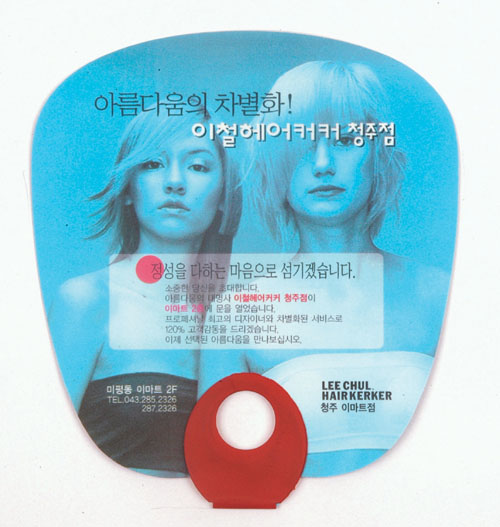 아름다움의 차별화!
이철헤어커커 청주점
정성을 다하는 마음으로 섬기겠습니다.
소중한 당신을 초대합니다.
아름다움의 대명사 이철헤어커커 청주점이
이마트 2층에 문을 열었습니다.
프로페셔날 최고의 디자이너와 차별화된 서비스로
120% 고객감동을 드리겠습니다.
이제 선택된 아름다움을 만나보십시오.
미평동 이마트 2F
TEL.043.285.2326
287.2326
LEE CHUL.
HAIRKERKER
청주 이마트점